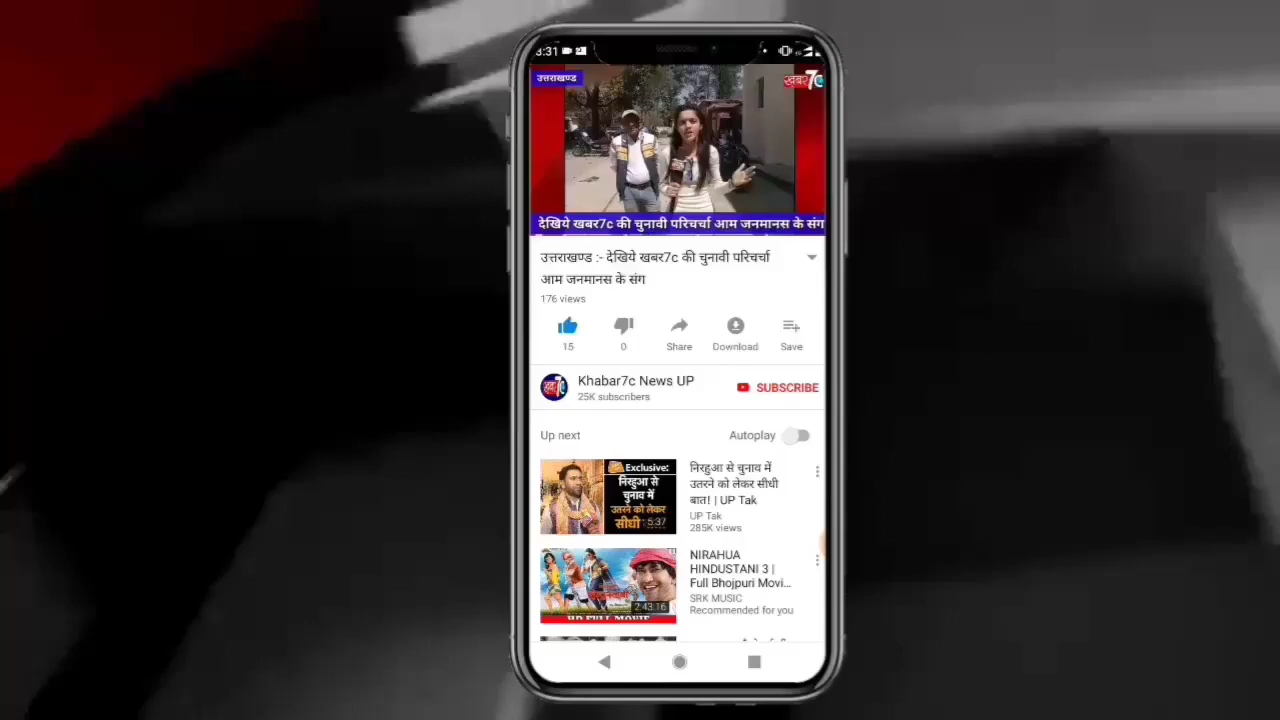 3:31
उत्तराखण्ड
खबर7c
देखिये खबर7c की चुनावी परिचर्चा आम जनमानस के संग
उत्तराखण्ड :- देखिये खबर7c की चुनावी परिचर्चा
आम जनमानस के संग
176 views
15
0
Share
Download
Save
Khabar7c News UP
25K subscribers
SUBSCRIBE
Up next
Autoplay
Exclusive:
निरहुआ से
चुनाव में
उतरने को लेकर
सीधी
5:37
निरहुआ से चुनाव में
उतरने को लेकर सीधी
बात! | UP Tak
UP Tak
285K views
2:43:16
NIRAHUA
HINDUSTANI 3 |
Full Bhojpuri Movi...
SRK MUSIC
Recommended for you